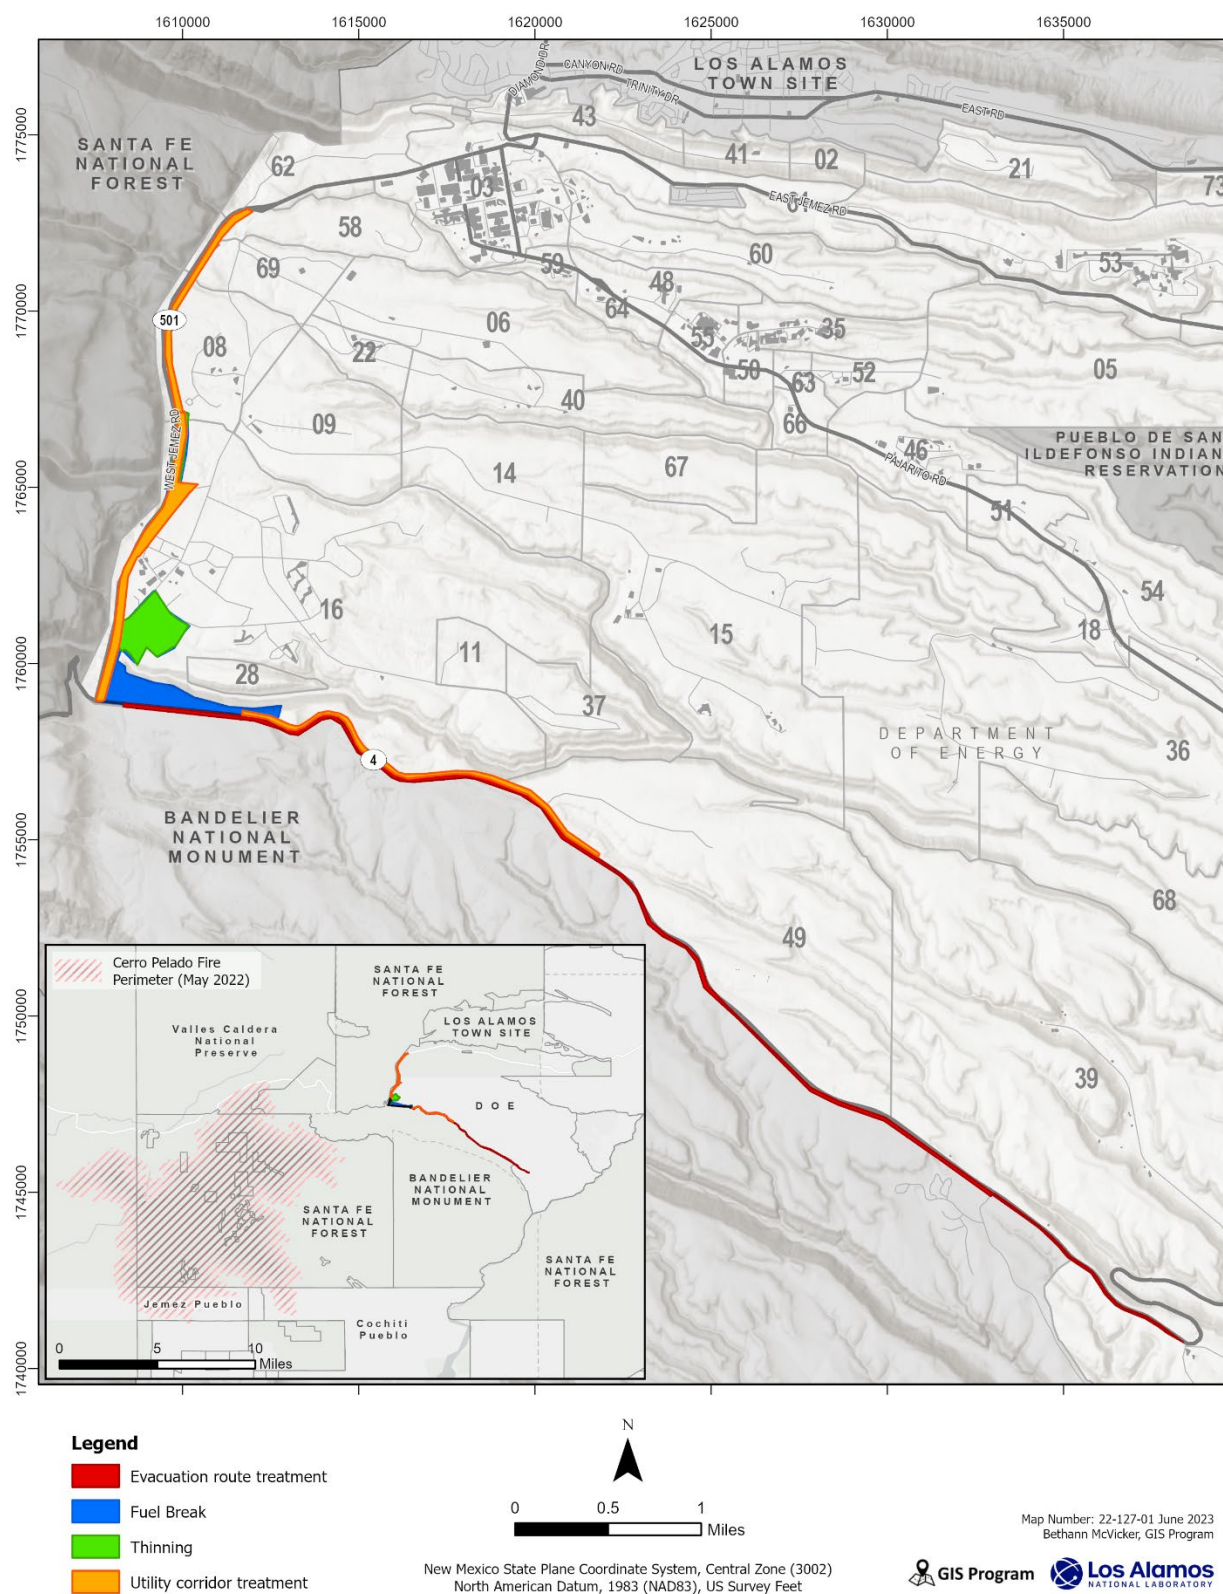 1610000
1615000
1620000
1625000
1630000
1635000
1775000
1770000
1765000
1760000
1755000
1750000
1745000
1740000
DIAMOND DR
CANYON RD
TRINITY DR
LOS ALAMOS
TOWN SITE
EAST RD
SANTA FE
NATIONAL
FOREST
43
41
02
21
73
62
03
EAST JEMEZ RD
58
60
53
69
59
48
64
501
06
55
35
08
22
50
63
52
05
40
WEST JEMEZ RD
09
66
46
PUEBLO DE SAN
ILDEFONSO INDIAN
RESERVATION
14
67
PAJARITO RD
51
54
16
18
15
11
28
37
DEPARTMENT
OF ENERGY
36
4
BANDELIER
NATIONAL
MONUMENT
68
49
39
Cerro Pelado Fire
Perimeter (May 2022)
SANTA FE
NATIONAL
FOREST
Valles Caldera
National
Preserve
LOS ALAMOS
TOWN SITE
DOE
BANDELIER
NATIONAL
MONUMENT
SANTA FE
NATIONAL
FOREST
SANTA FE
NATIONAL
FOREST
Jemez Pueblo
Cochiti
Pueblo
0 5 10
Miles
Legend
Evacuation route treatment
Fuel Break
Thinning
Utility corridor treatment
N
0 0.5 1
Miles
New Mexico State Plane Coordinate System, Central Zone (3002)
North American Datum, 1983 (NAD83), US Survey Feet
Map Number: 22-127-01 June 2023
Bethann McVicker, GIS Program
GIS Program
Los Alamos
NATIONAL LABORATORY